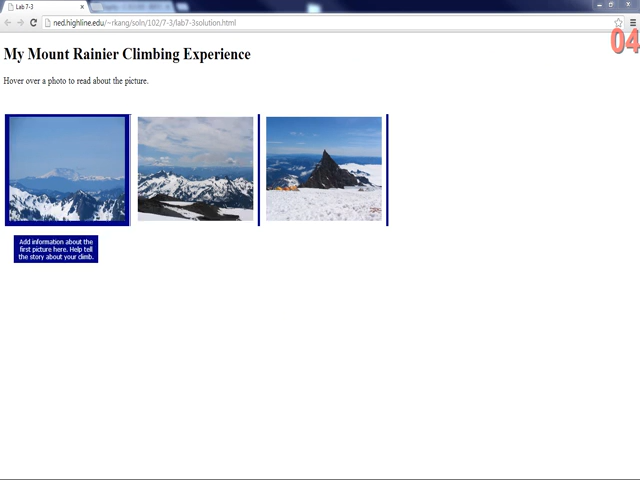 Lab 7-3
ned.highline.edu/~rkang/soln/102/7-3/lab7-3solution.html
04
My Mount Rainier Climbing Experience
Hover over a photo to read about the picture.
Add information about the
first picture here. Help tell
the story about your climb.